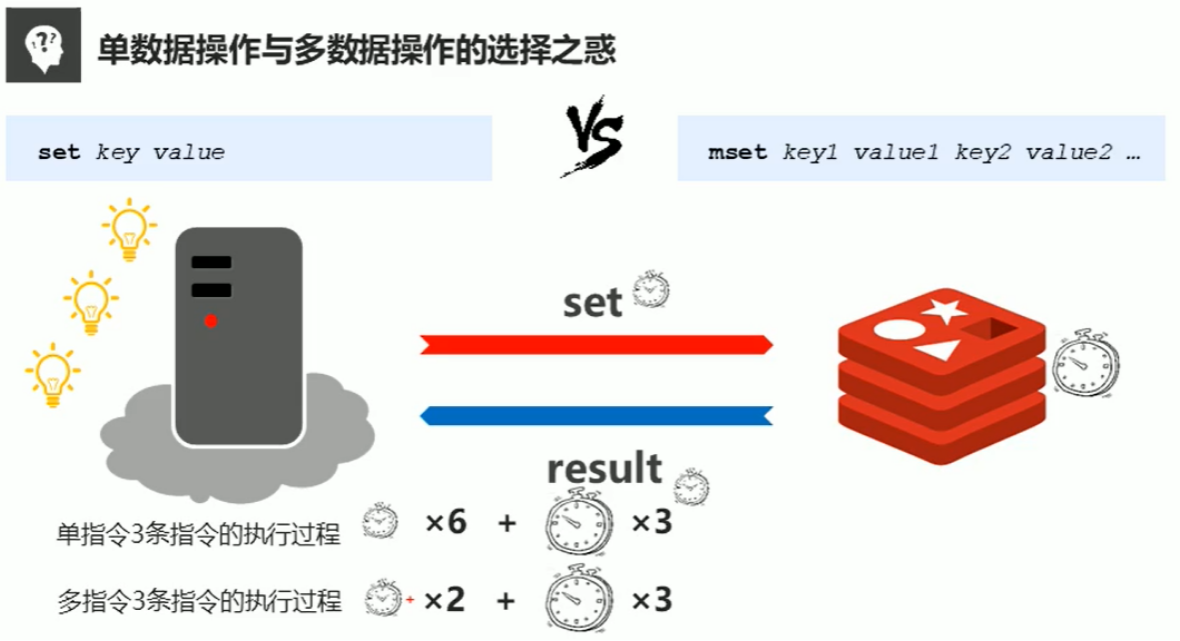 单数据操作与多数据操作的选择之惑
set key value
VS
mset key1 value1 key2 value2 …
set
result
单指令3条指令的执行过程 ×6 + ×3
多指令3条指令的执行过程 + ×2 + ×3